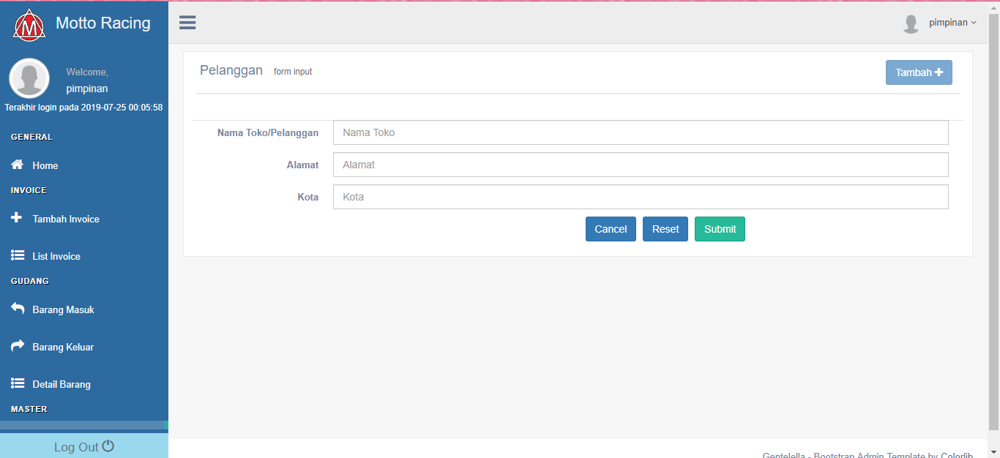 Motto Racing
pimpinan
Welcome,
pimpinan
Terakhir login pada 2019-07-25 00:05:58
GENERAL
Home
INVOICE
Tambah Invoice
List Invoice
GUDANG
Barang Masuk
Barang Keluar
Detail Barang
MASTER
Log Out
Pelanggan form input
Tambah
Nama Toko/Pelanggan Nama Toko
Alamat Alamat
Kota Kota
Cancel Reset Submit
Gentelella - Bootstrap Admin Template by Colorlib